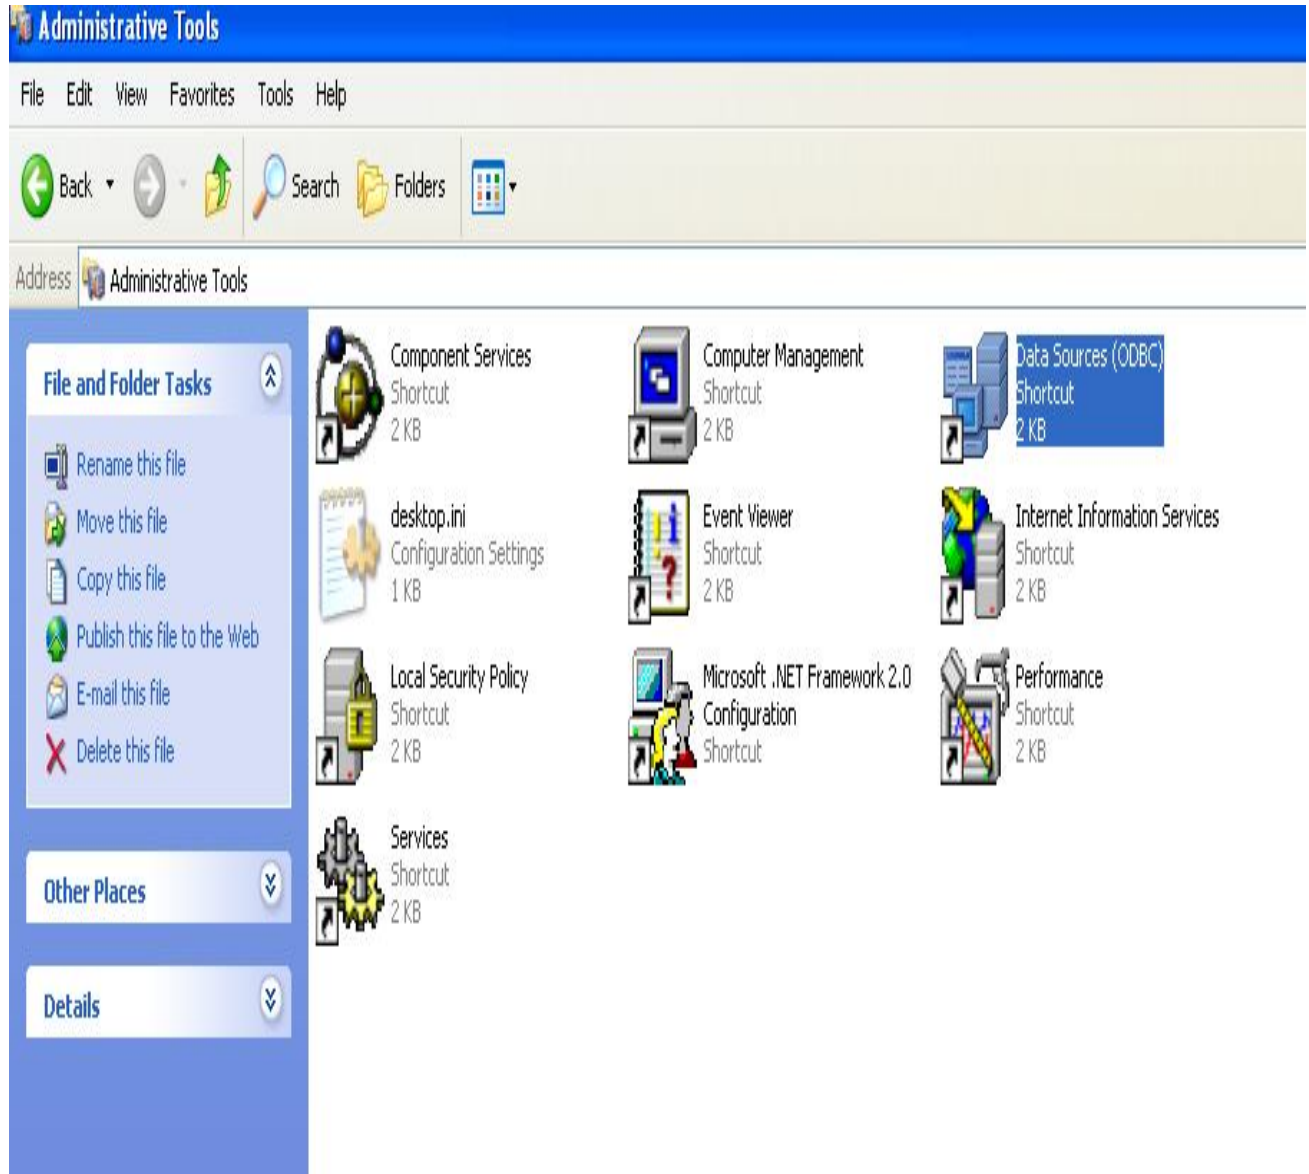 Administrative Tools
File Edit View Favorites Tools Help
Back Search Folders
Address Administrative Tools
File and Folder Tasks
Rename this file
Move this file
Copy this file
Publish this file to the Web
E-mail this file
Delete this file
Other Places
Details
Component Services
Shortcut
2 KB
Computer Management
Shortcut
2 KB
Data Sources (ODBC)
Shortcut
2 KB
desktop.ini
Configuration Settings
1 KB
Event Viewer
Shortcut
2 KB
Internet Information Services
Shortcut
2 KB
Local Security Policy
Shortcut
2 KB
Microsoft .NET Framework 2.0
Configuration
Shortcut
Performance
Shortcut
2 KB
Services
Shortcut
2 KB